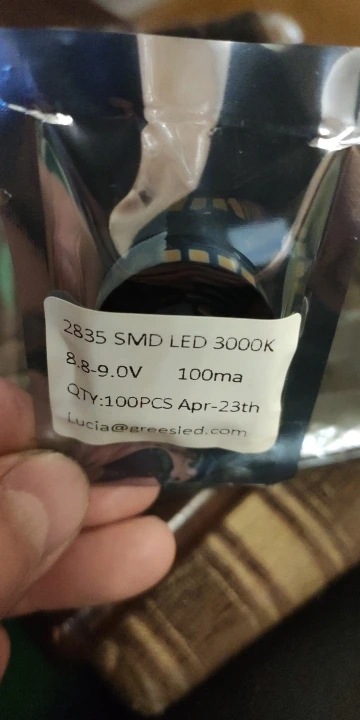 2835 SMD LED 3000K
8.8-9.0V 100ma
QTY:100PCS Apr-23th
Lucia@greesled.com